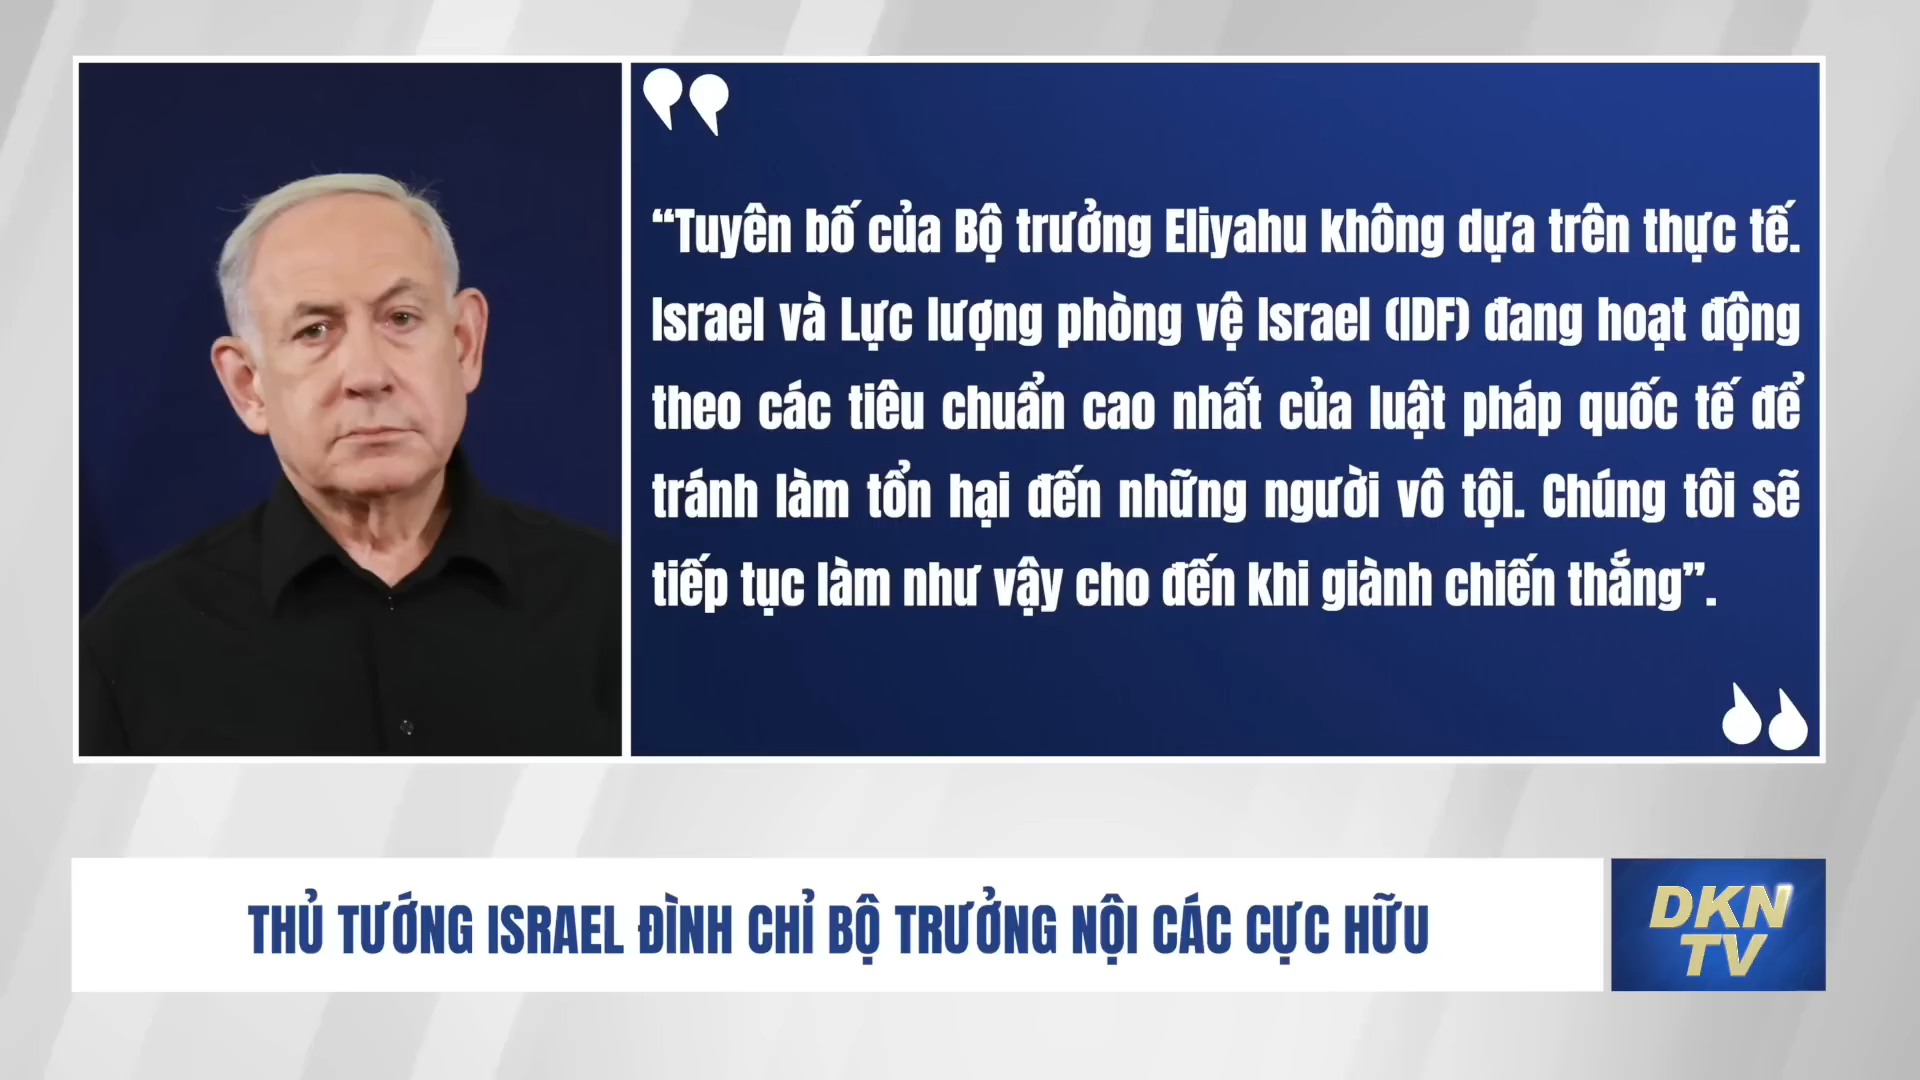 “Tuyên bố của Bộ trưởng Eliyahu không dựa trên thực tế.
Israel và Lực lượng phòng vệ Israel (IDF) đang hoạt động
theo các tiêu chuẩn cao nhất của luật pháp quốc tế để
tránh làm tổn hại đến những người vô tội. Chúng tôi sẽ
tiếp tục làm như vậy cho đến khi giành chiến thắng”.
THỦ TƯỚNG ISRAEL ĐÌNH CHỈ BỘ TRƯỞNG NỘI CÁC CỰC HỮU
DKN
TV